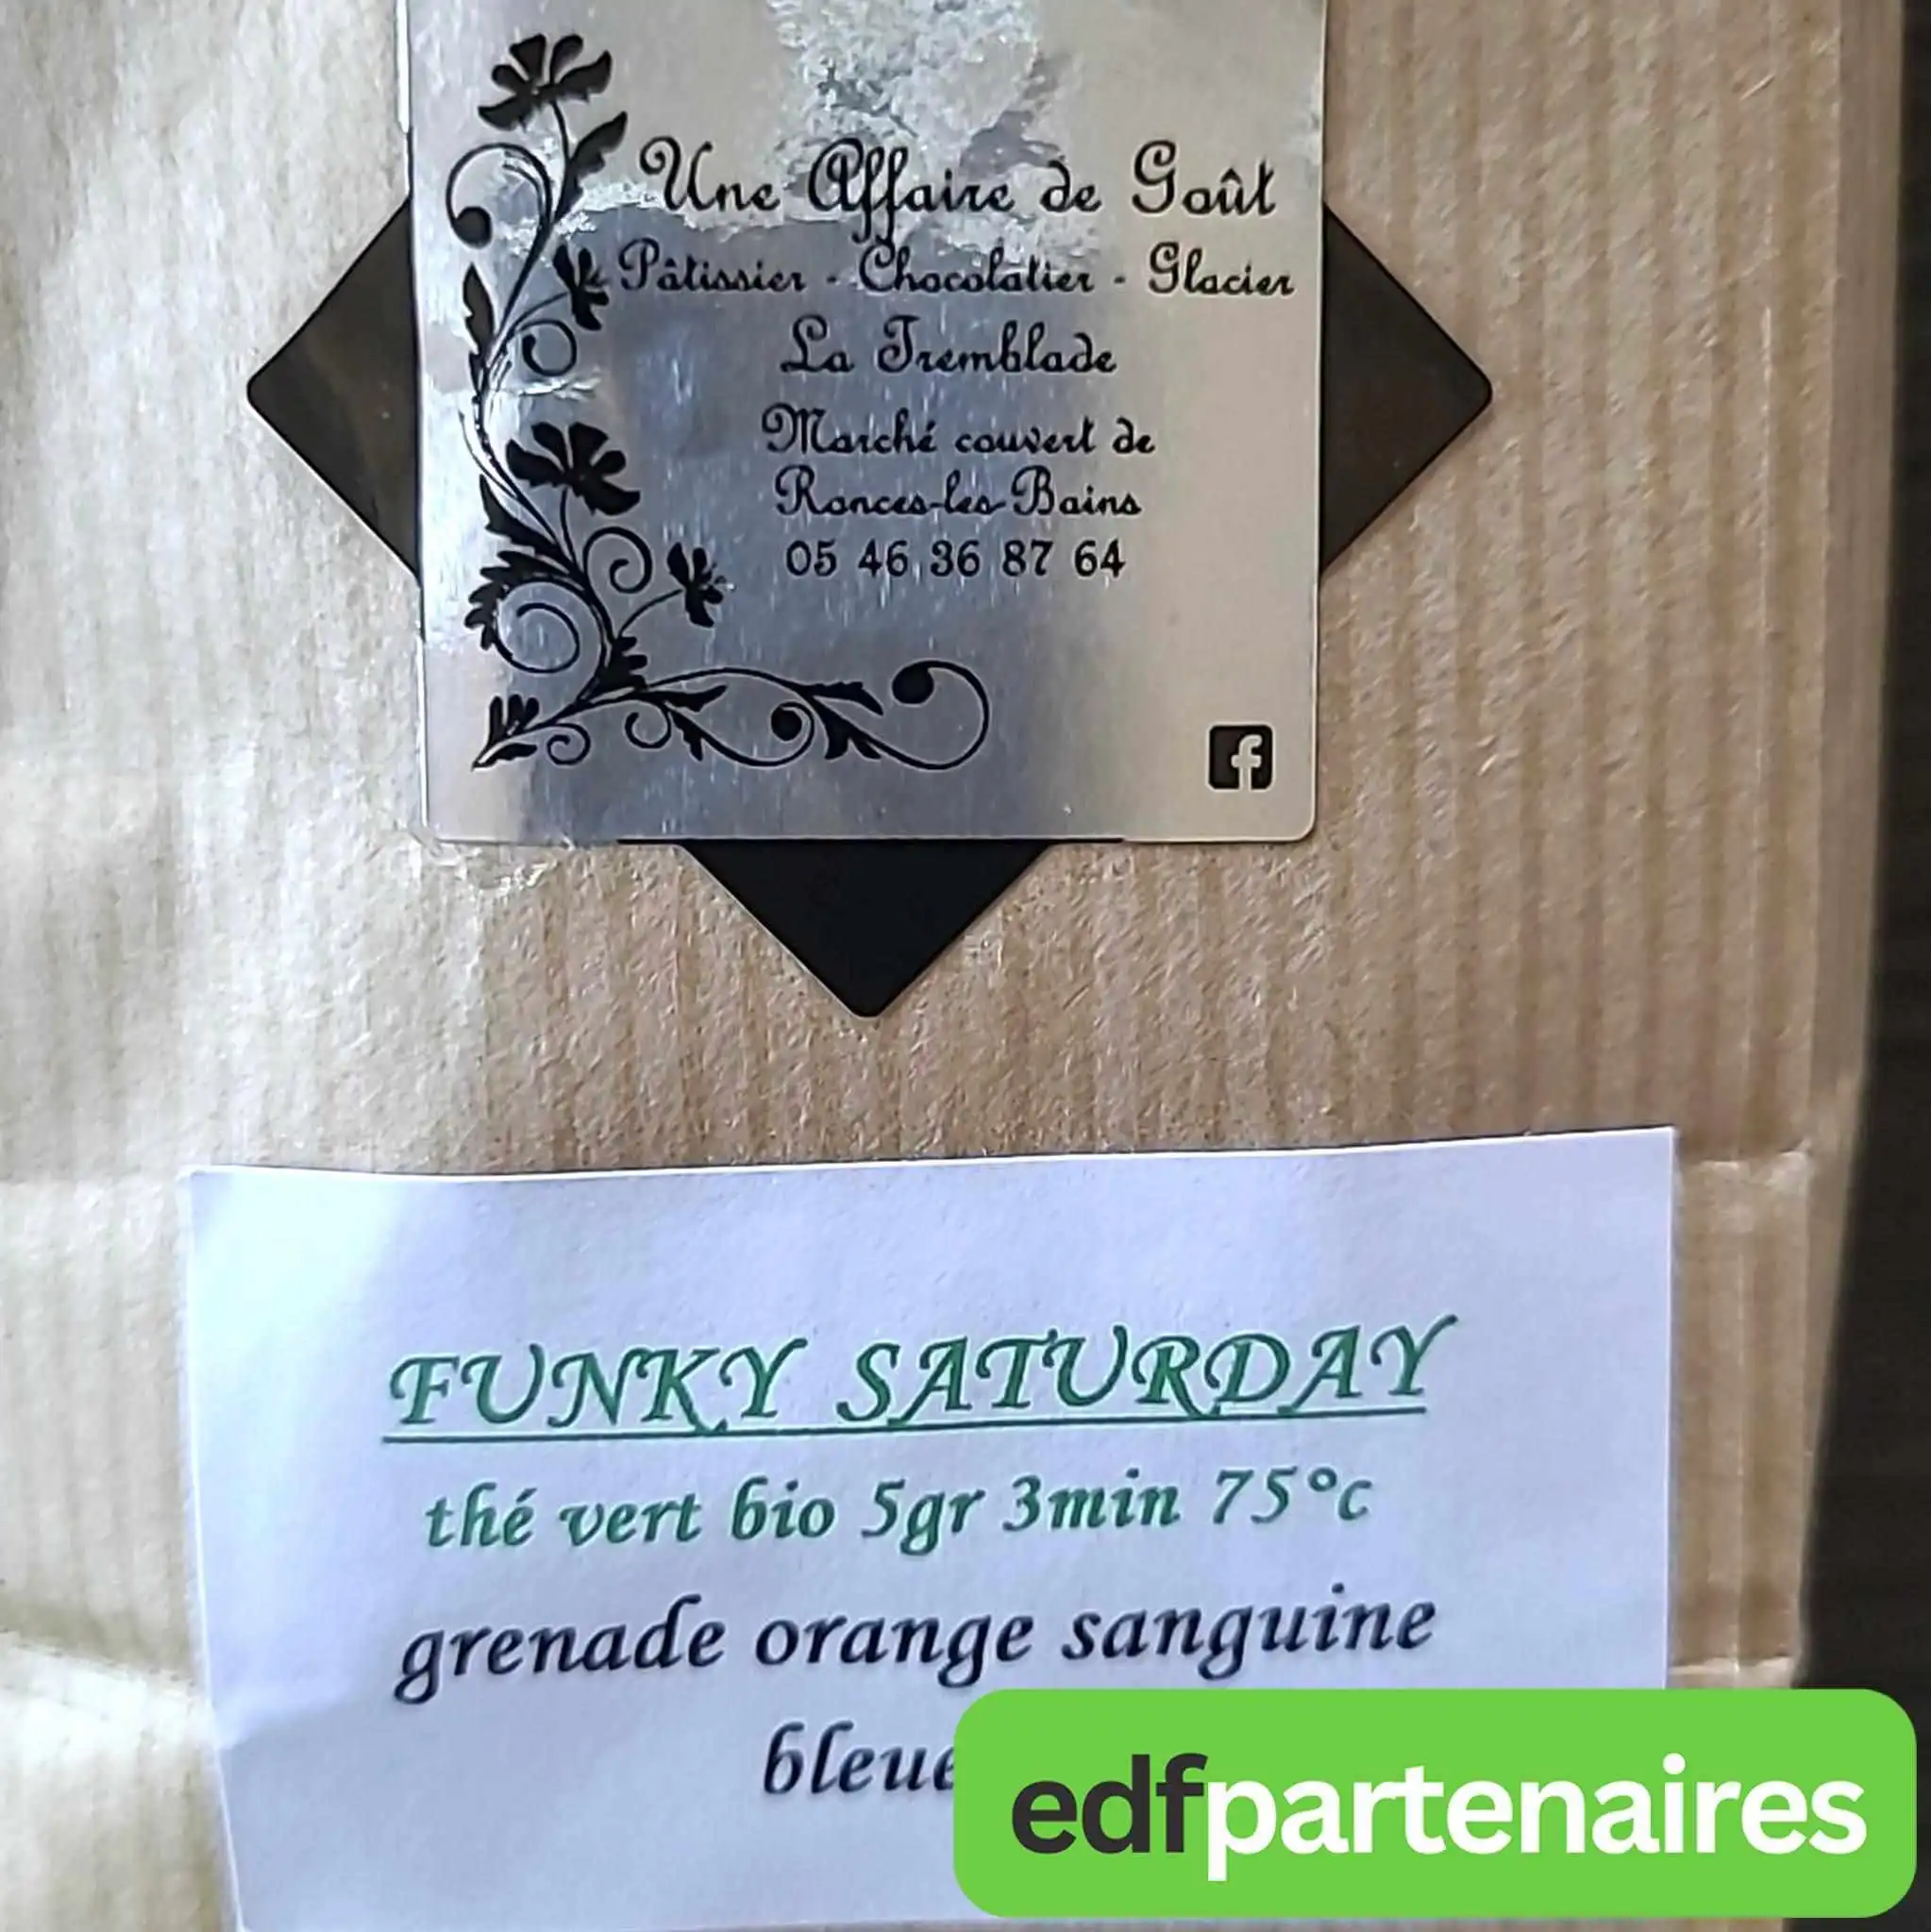 Une Affaire de Goût
Pâtissier - Chocolatier - Glacier
La Tremblade
Marché couvert de
Ronces-les-Bains
05 46 36 87 64
f
FUNKY SATURDAY
thé vert bio 5gr 3min 75°c
grenade orange sanguine
edfpartenaires